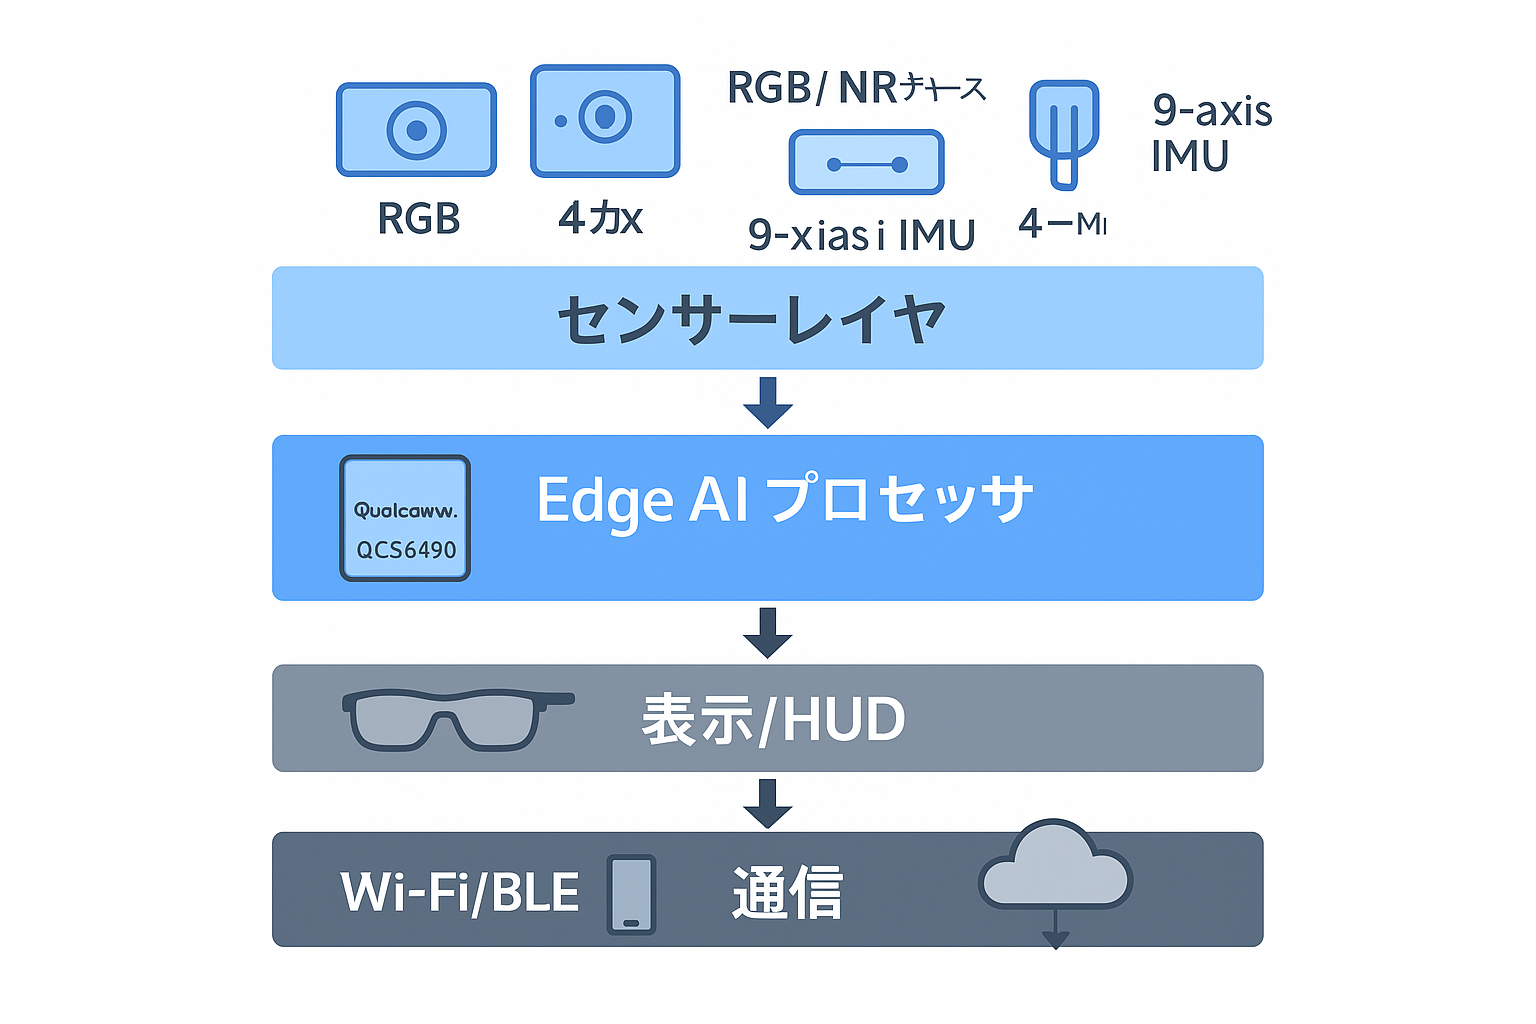 RGB/ NRチャース
9-axis
IMU
RGB
4カx
9-xiasi IMU
4ーMI
センサーレイヤ
Edge AI プロセッサ
Qualcaww.
QCS6490
表示/HUD
Wi-Fi/BLE
通信